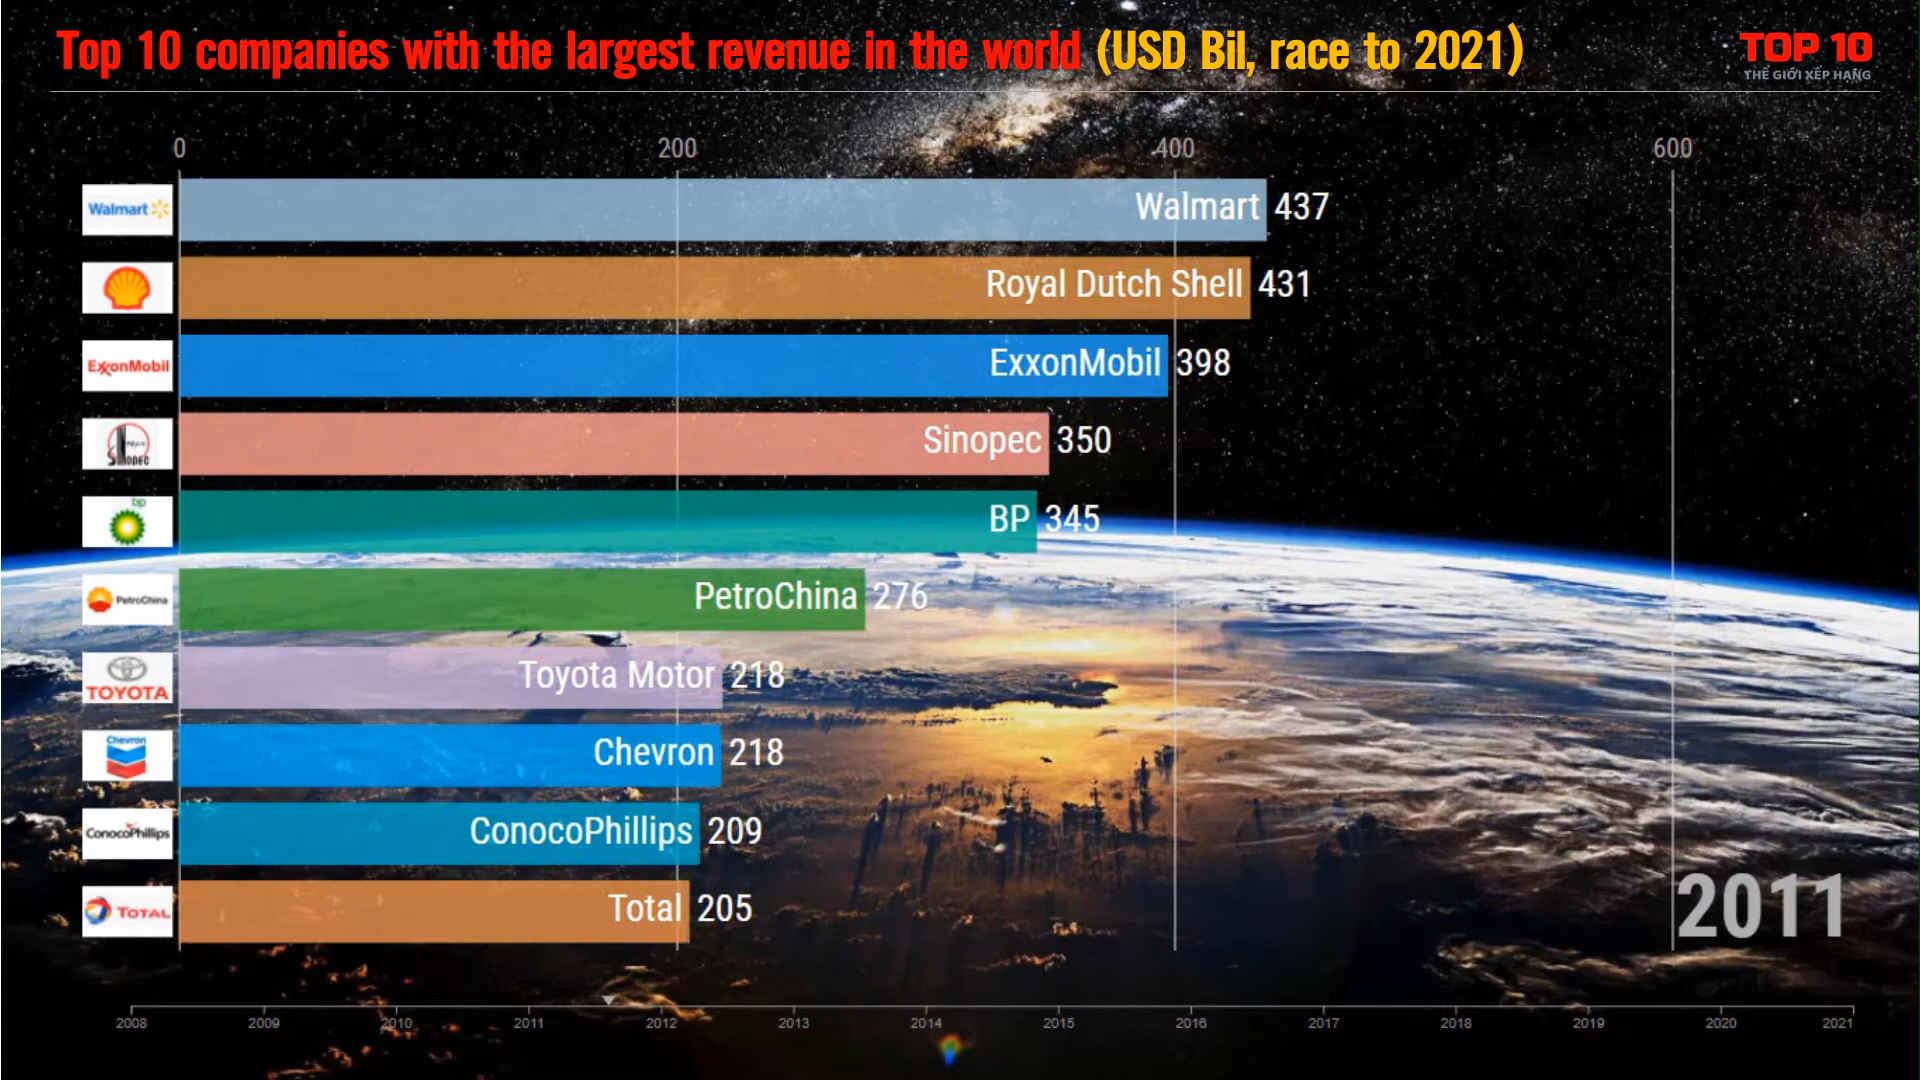 Top 10 companies with the largest revenue in the world (USD Bil, race to 2021)
TOP 10
THẾ GIỚI XẾP HẠNG
0 200 400 600
Walmart Walmart 437
Royal Dutch Shell 431
ExxonMobil ExxonMobil 398
Sinopec 350
bp BP 345
PetroChina PetroChina 276
TOYOTA Toyota Motor 218
Chevron Chevron 218
ConocoPhillips ConocoPhillips 209
TOTAL Total 205
2011
2008 2009 2010 2011 2012 2013 2014 2015 2016 2017 2018 2019 2020 2021